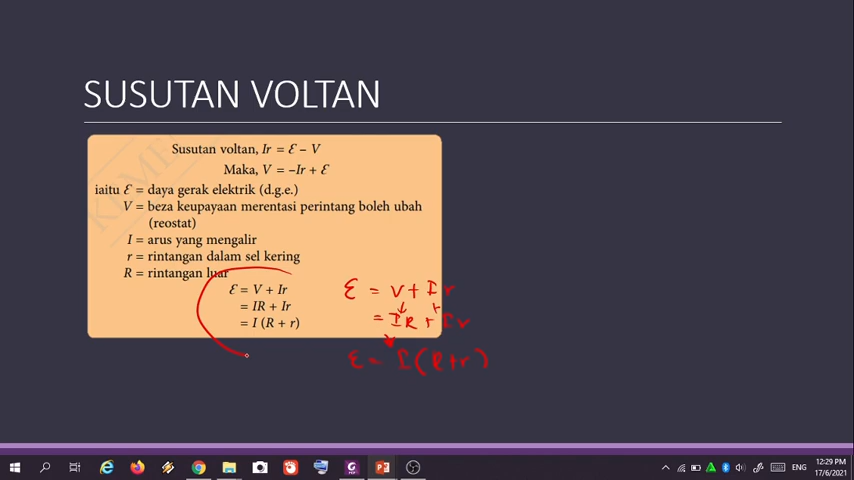 SUSUTAN VOLTAN
Susutan voltan, Ir = ℰ – V
Maka, V = –Ir + ℰ
iaitu ℰ = daya gerak elektrik (d.g.e.)
V = beza keupayaan merentasi perintang boleh ubah
(reostat)
I = arus yang mengalir
r = rintangan dalam sel kering
R = rintangan luar
ℰ = V + Ir
= IR + Ir
= I (R + r)
ℰ = V + Ir
= IR + Ir
ℰ = I(R+r)
ENG
12:29 PM
17/6/2021